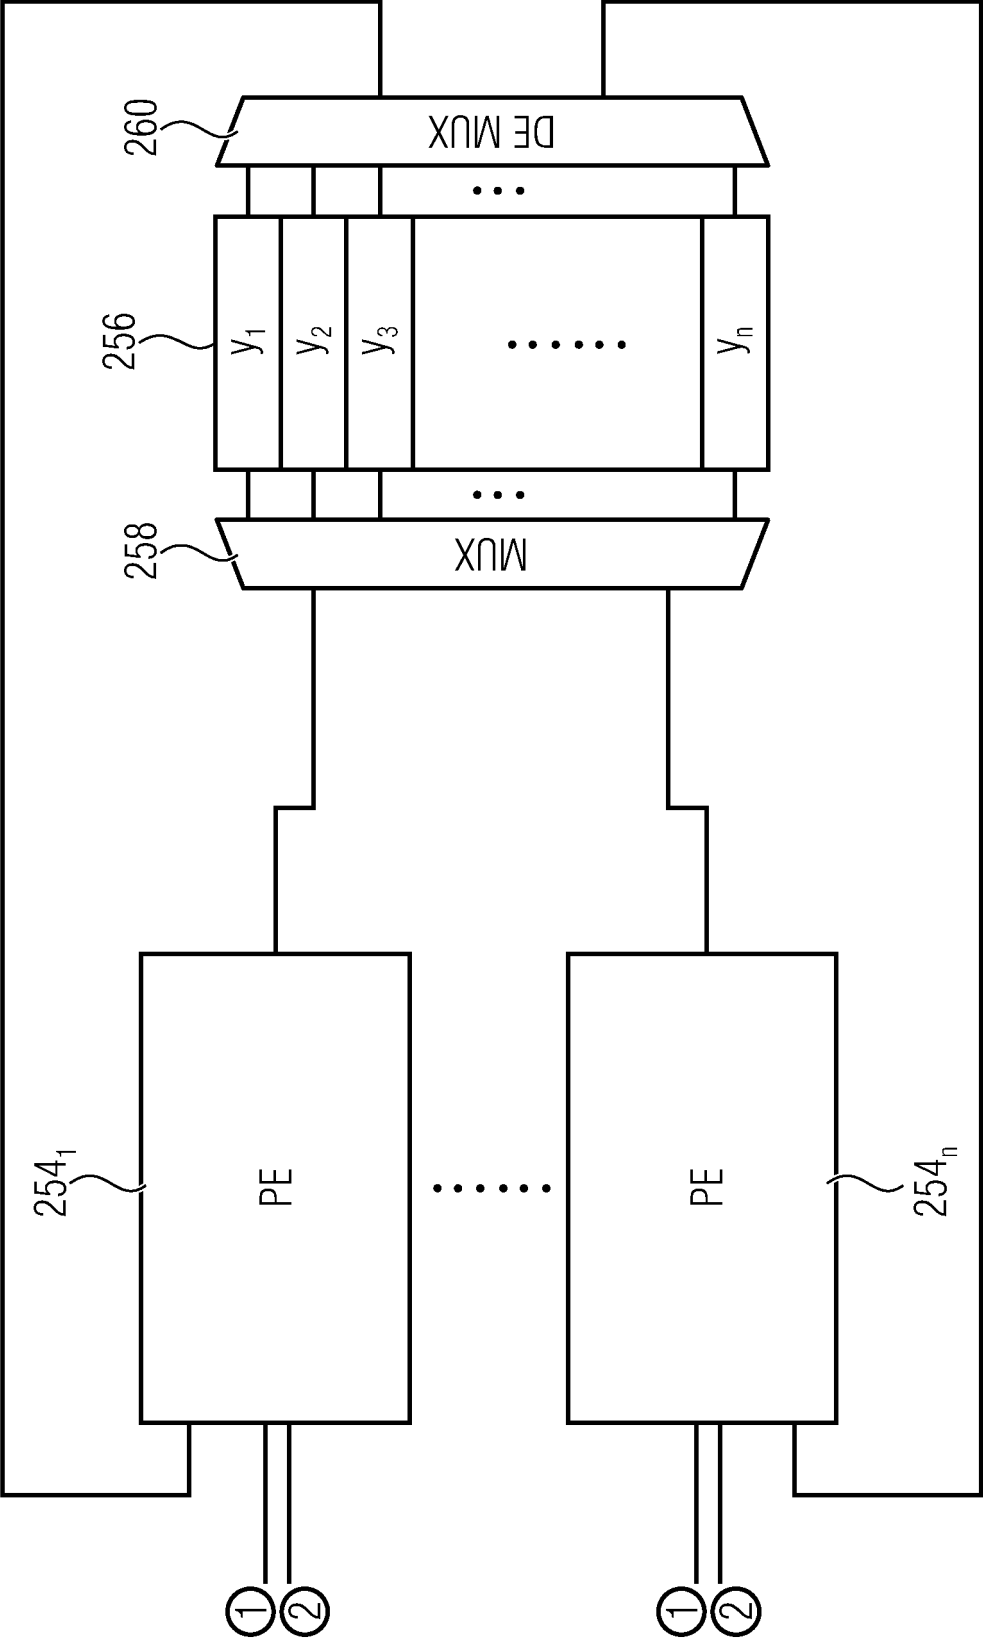 260
DE MUX
256
y1
y2
y3
......
yn
...
...
258
MUX
254₁
PE
......
PE
254ₙ
1
2
1
2